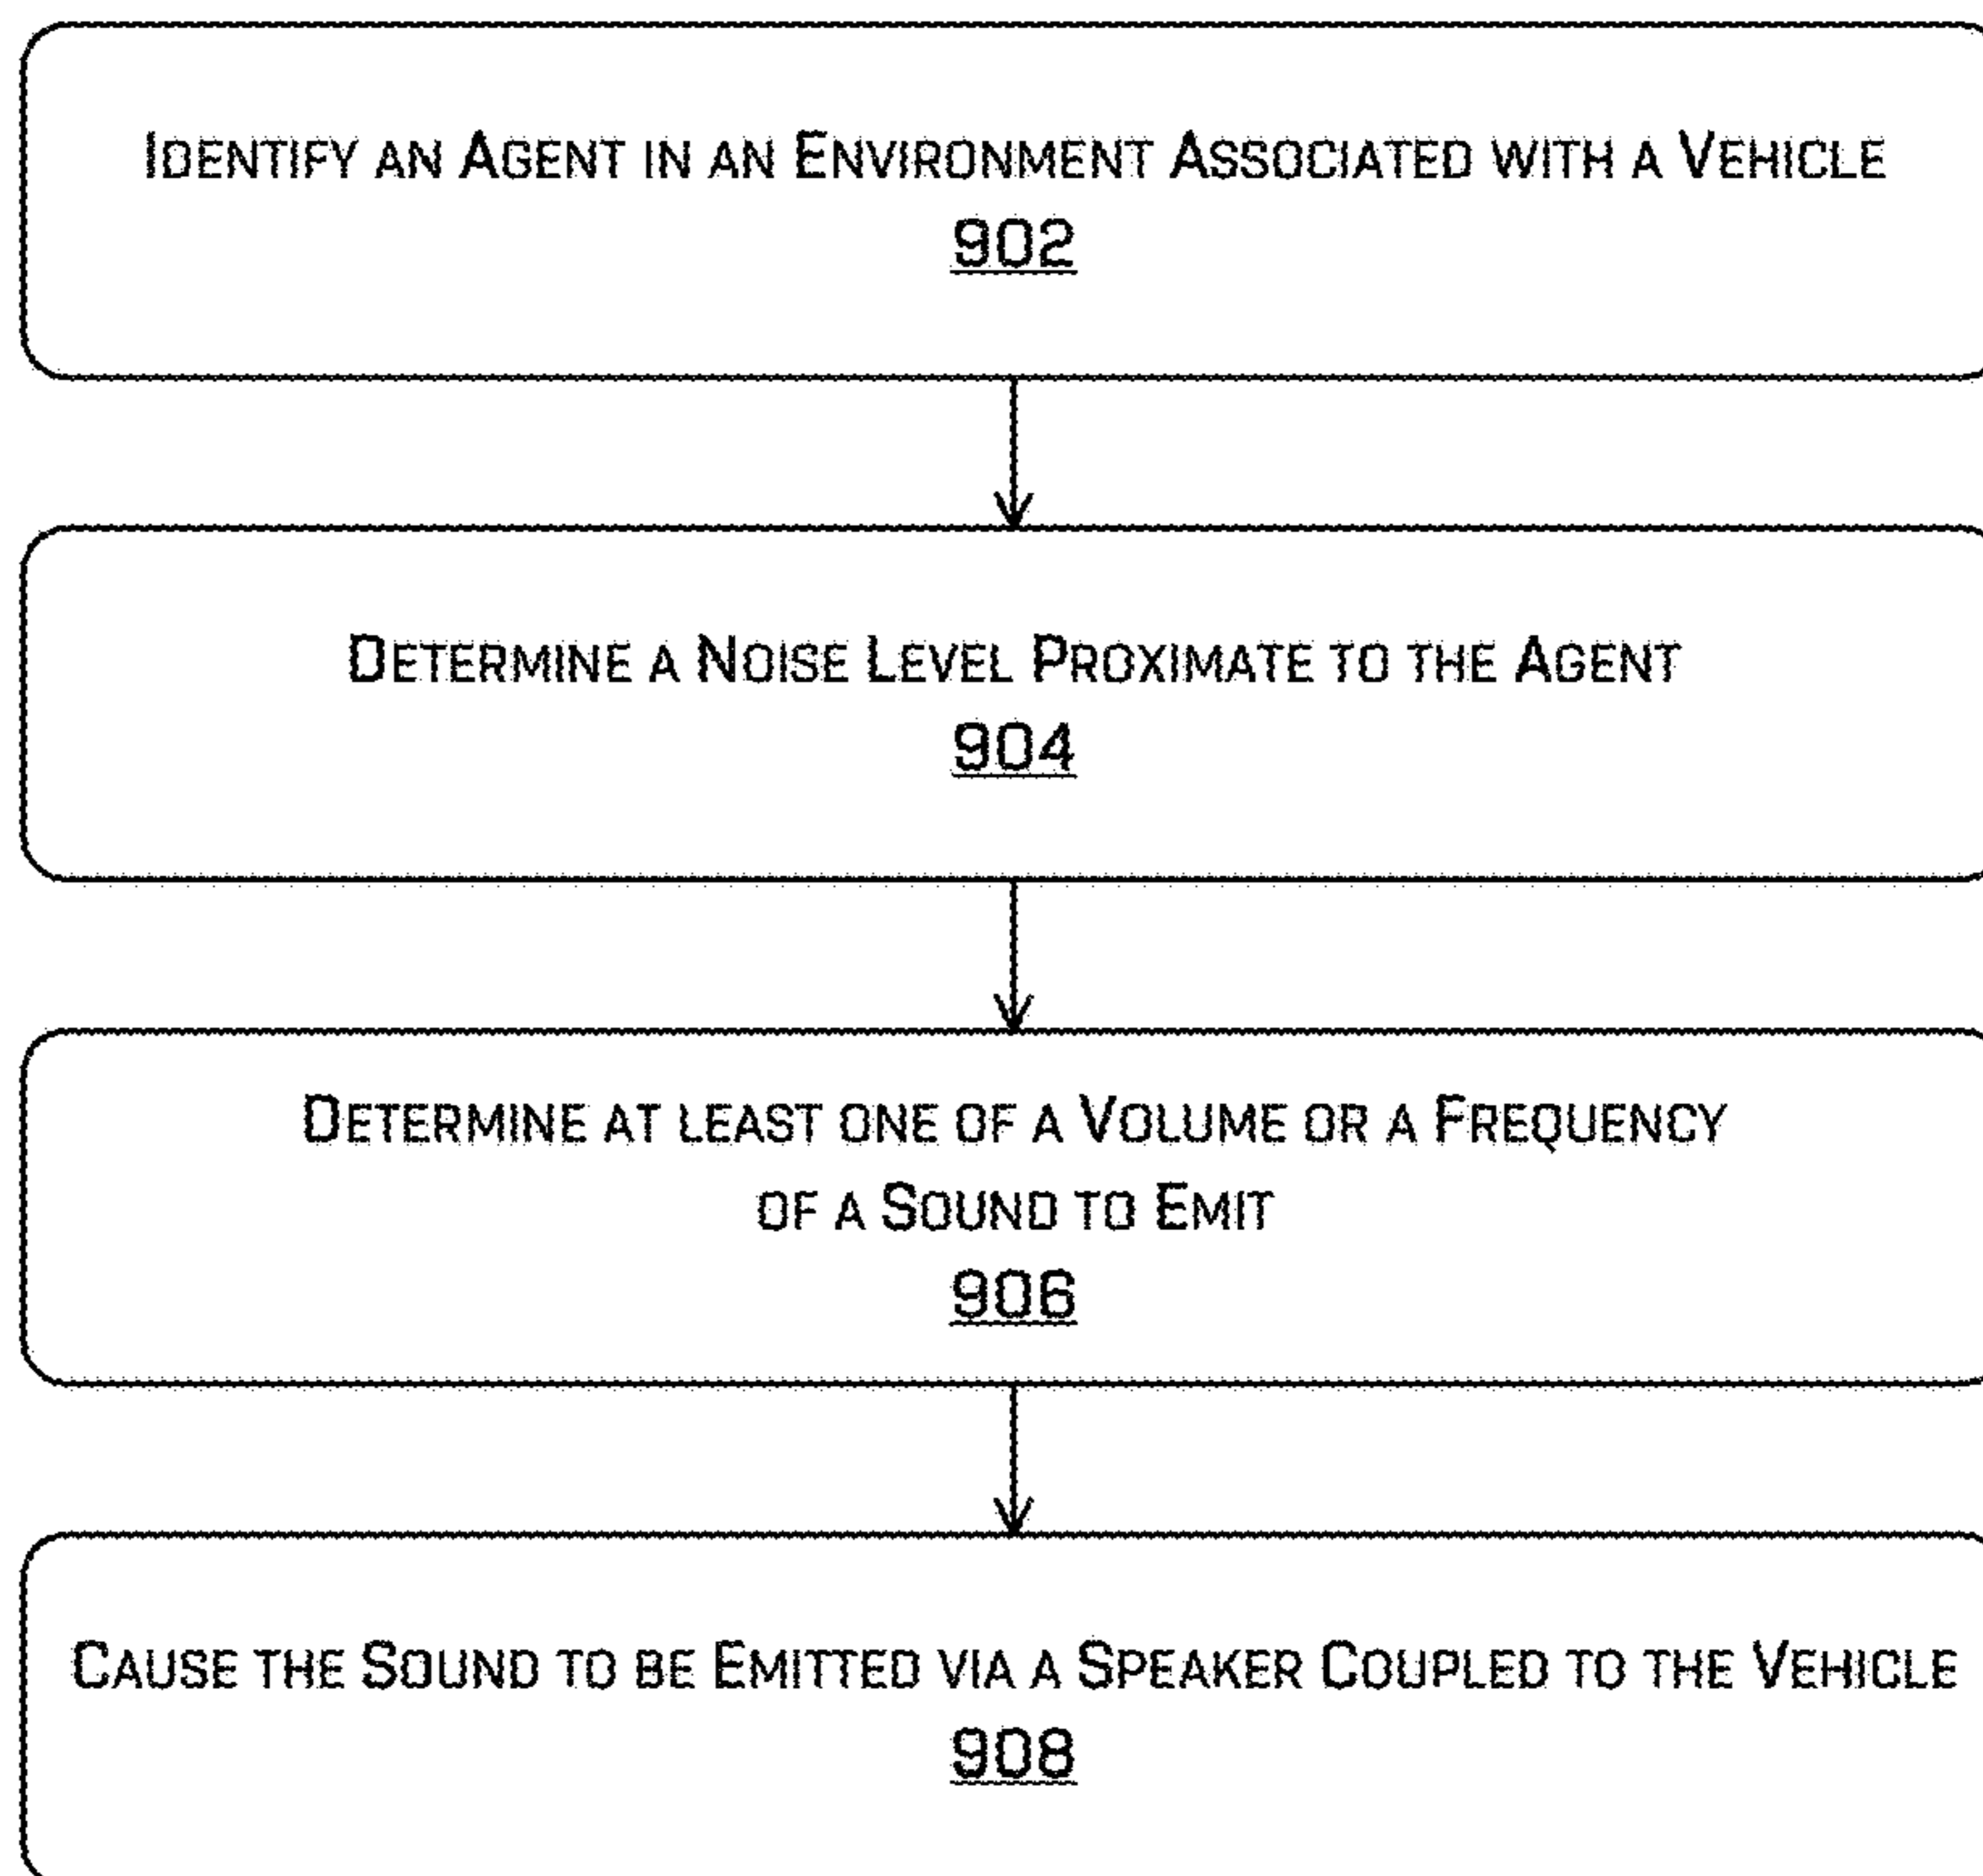 Identify an Agent in an Environment Associated with a Vehicle
902
Determine a Noise Level Proximate to the Agent
904
Determine at least one of a Volume or a Frequency
of a Sound to Emit
906
Cause the Sound to be Emitted via a Speaker Coupled to the Vehicle
908